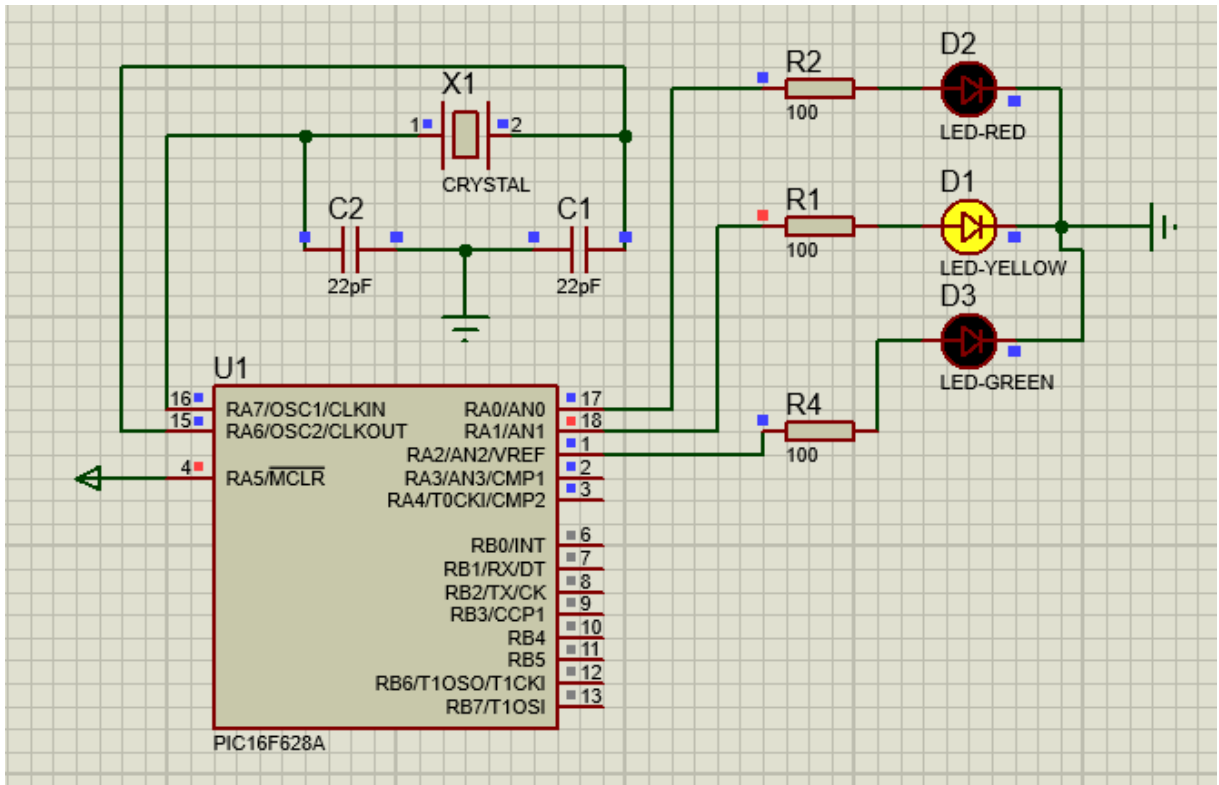 D2
R2
X1
1
2
100
LED-RED
CRYSTAL
D1
R1
C2
C1
100
LED-YELLOW
22pF
22pF
D3
U1
LED-GREEN
16
RA7/OSC1/CLKIN
RA0/AN0
17
R4
15
RA6/OSC2/CLKOUT
RA1/AN1
18
RA2/AN2/VREF
1
100
4
RA5/MCLR
RA3/AN3/CMP1
2
RA4/T0CKI/CMP2
3
RB0/INT
6
RB1/RX/DT
7
RB2/TX/CK
8
RB3/CCP1
9
RB4
10
RB5
11
RB6/T1OSO/T1CKI
12
RB7/T1OSI
13
PIC16F628A